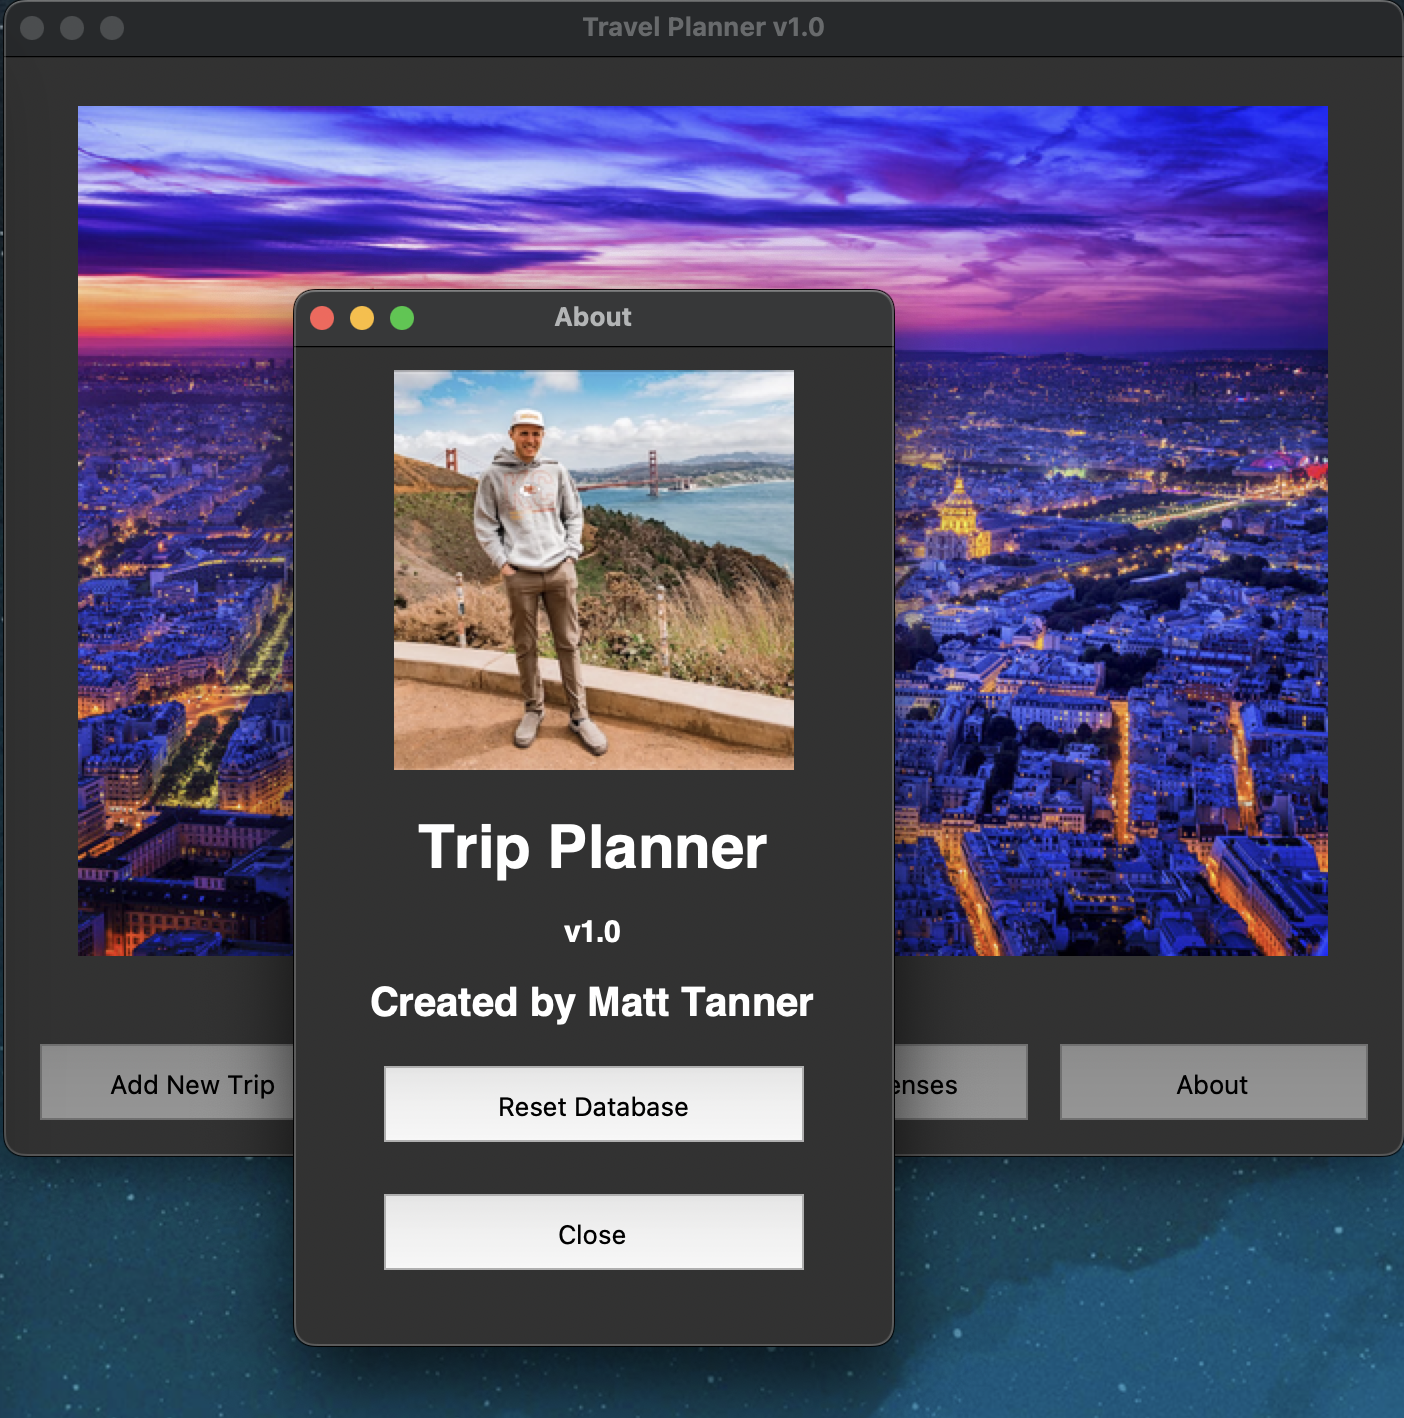 Travel Planner v1.0
About
Trip Planner
v1.0
Created by Matt Tanner
Reset Database
Close
Add New Trip
enses
About